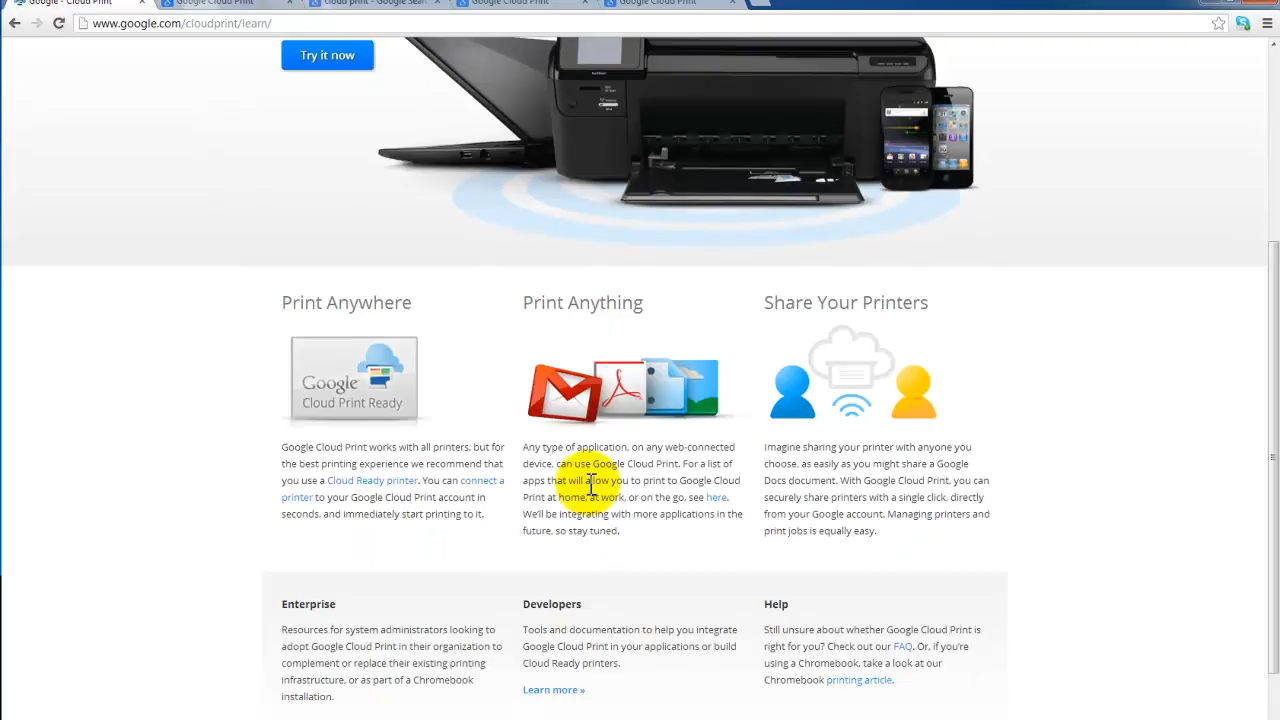 Google - Cloud Print
Google Cloud Print
cloud print - Google Sear
Google Cloud Print
Google Cloud Print
www.google.com/cloudprint/learn/
Try it now
Print Anywhere
Google
Cloud Print Ready
Google Cloud Print works with all printers, but for
the best printing experience we recommend that
you use a Cloud Ready printer. You can connect a
printer to your Google Cloud Print account in
seconds, and immediately start printing to it.
Print Anything
Any type of application, on any web-connected
device, can use Google Cloud Print. For a list of
apps that will allow you to print to Google Cloud
Print at home, at work, or on the go, see here.
We'll be integrating with more applications in the
future, so stay tuned.
Share Your Printers
Imagine sharing your printer with anyone you
choose, as easily as you might share a Google
Docs document. With Google Cloud Print, you can
securely share printers with a single click, directly
from your Google account. Managing printers and
print jobs is equally easy.
Enterprise
Resources for system administrators looking to
adopt Google Cloud Print in their organization to
complement or replace their existing printing
infrastructure, or as part of a Chromebook
installation.
Developers
Tools and documentation to help you integrate
Google Cloud Print in your applications or build
Cloud Ready printers.
Learn more »
Help
Still unsure about whether Google Cloud Print is
right for you? Check out our FAQ. Or, if you're
using a Chromebook, take a look at our
Chromebook printing article.